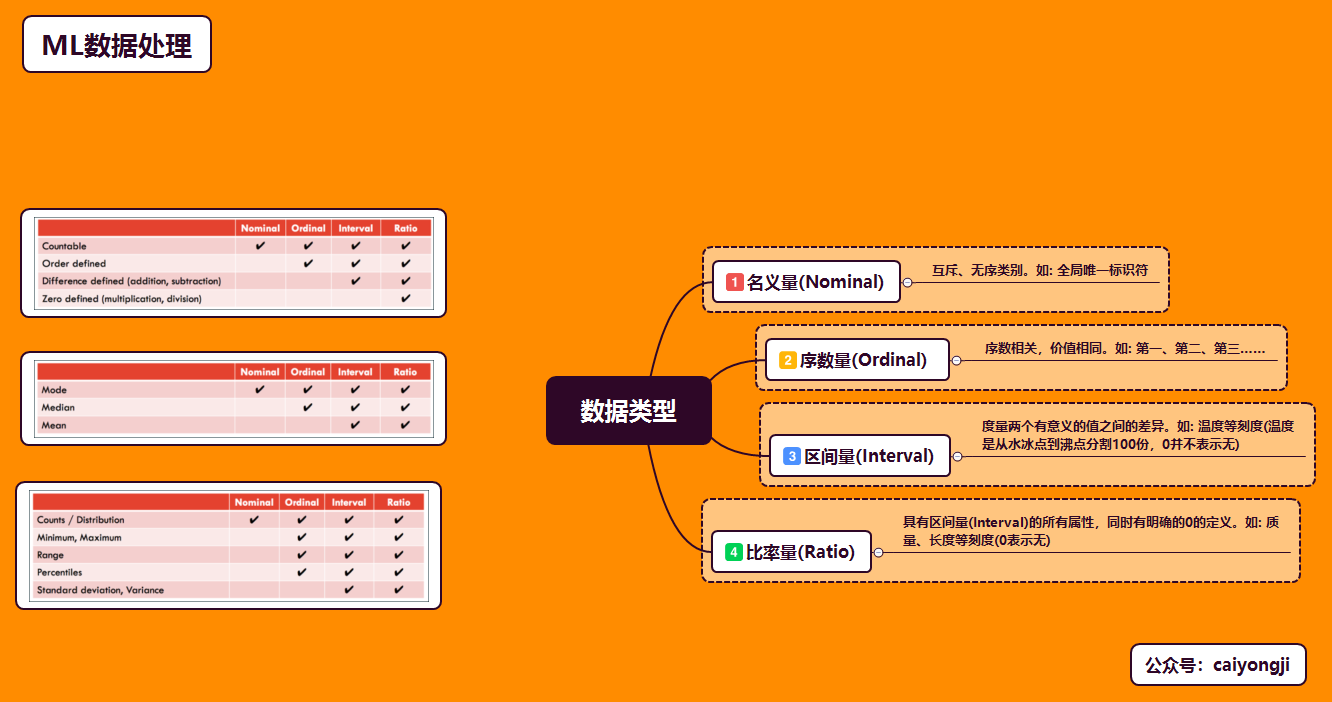 ML数据处理
Nominal Ordinal Interval Ratio
Countable ✔ ✔ ✔ ✔
Order defined ✔ ✔ ✔
Difference defined (addition, subtraction) ✔ ✔
Zero defined (multiplication, division) ✔
Nominal Ordinal Interval Ratio
Mode ✔ ✔ ✔ ✔
Median ✔ ✔ ✔
Mean ✔ ✔
Nominal Ordinal Interval Ratio
Counts / Distribution ✔ ✔ ✔ ✔
Minimum, Maximum ✔ ✔ ✔
Range ✔ ✔ ✔
Percentiles ✔ ✔ ✔
Standard deviation, Variance ✔ ✔
数据类型
1 名义量(Nominal)
互斥、无序类别。如: 全局唯一标识符
2 序数量(Ordinal)
序数相关，价值相同。如: 第一、第二、第三......
3 区间量(Interval)
度量两个有意义的值之间的差异。如: 温度等刻度(温度
是从水冰点到沸点分割100份，0并不表示无)
4 比率量(Ratio)
具有区间量(Interval)的所有属性，同时有明确的0的定义。如: 质
量、长度等刻度(0表示无)
公众号：caiyongji